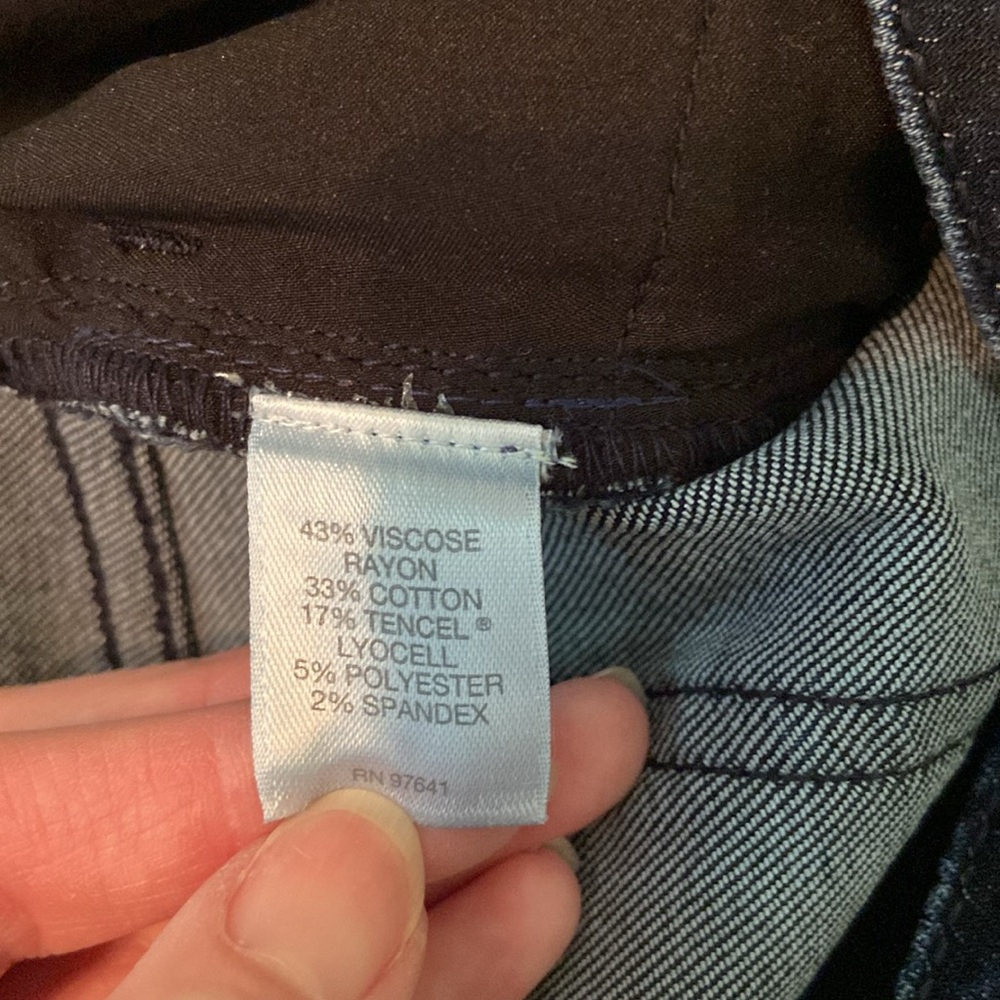 43% VISCOSE
RAYON
33% COTTON
17% TENCEL ®
LYOCELL
5% POLYESTER
2% SPANDEX
RN 97641